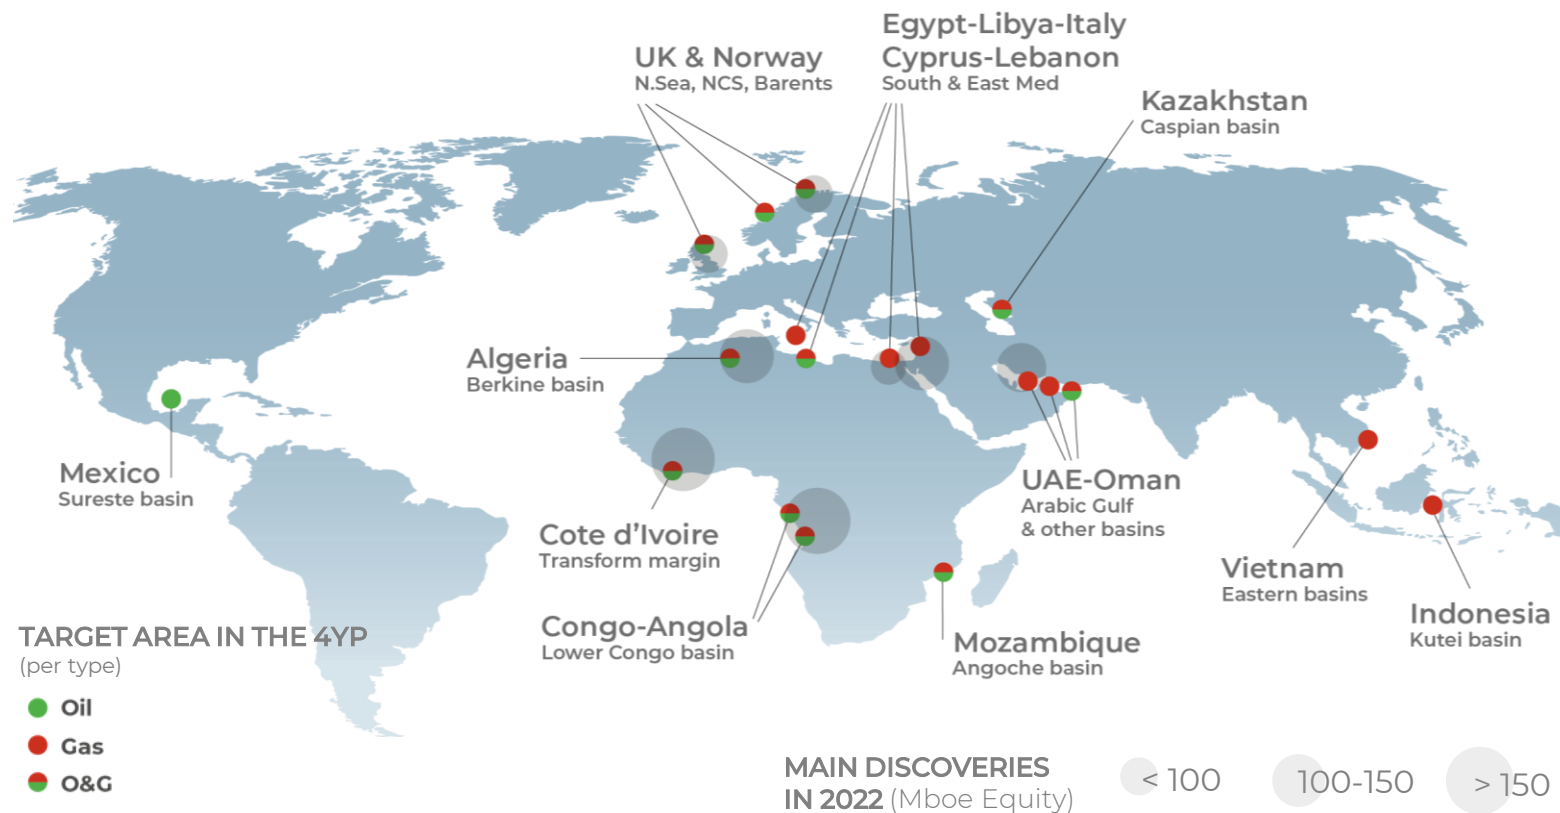 Egypt-Libya-Italy
Cyprus-Lebanon
South & East Med
UK & Norway
N.Sea, NCS, Barents
Kazakhstan
Caspian basin
Algeria
Berkine basin
Mexico
Sureste basin
UAE-Oman
Arabic Gulf
& other basins
Cote d’Ivoire
Transform margin
Vietnam
Eastern basins
Indonesia
Kutei basin
Congo-Angola
Lower Congo basin
Mozambique
Angoche basin
TARGET AREA IN THE 4YP
(per type)
Oil
Gas
O&G
MAIN DISCOVERIES
IN 2022 (Mboe Equity)
< 100
100-150
> 150